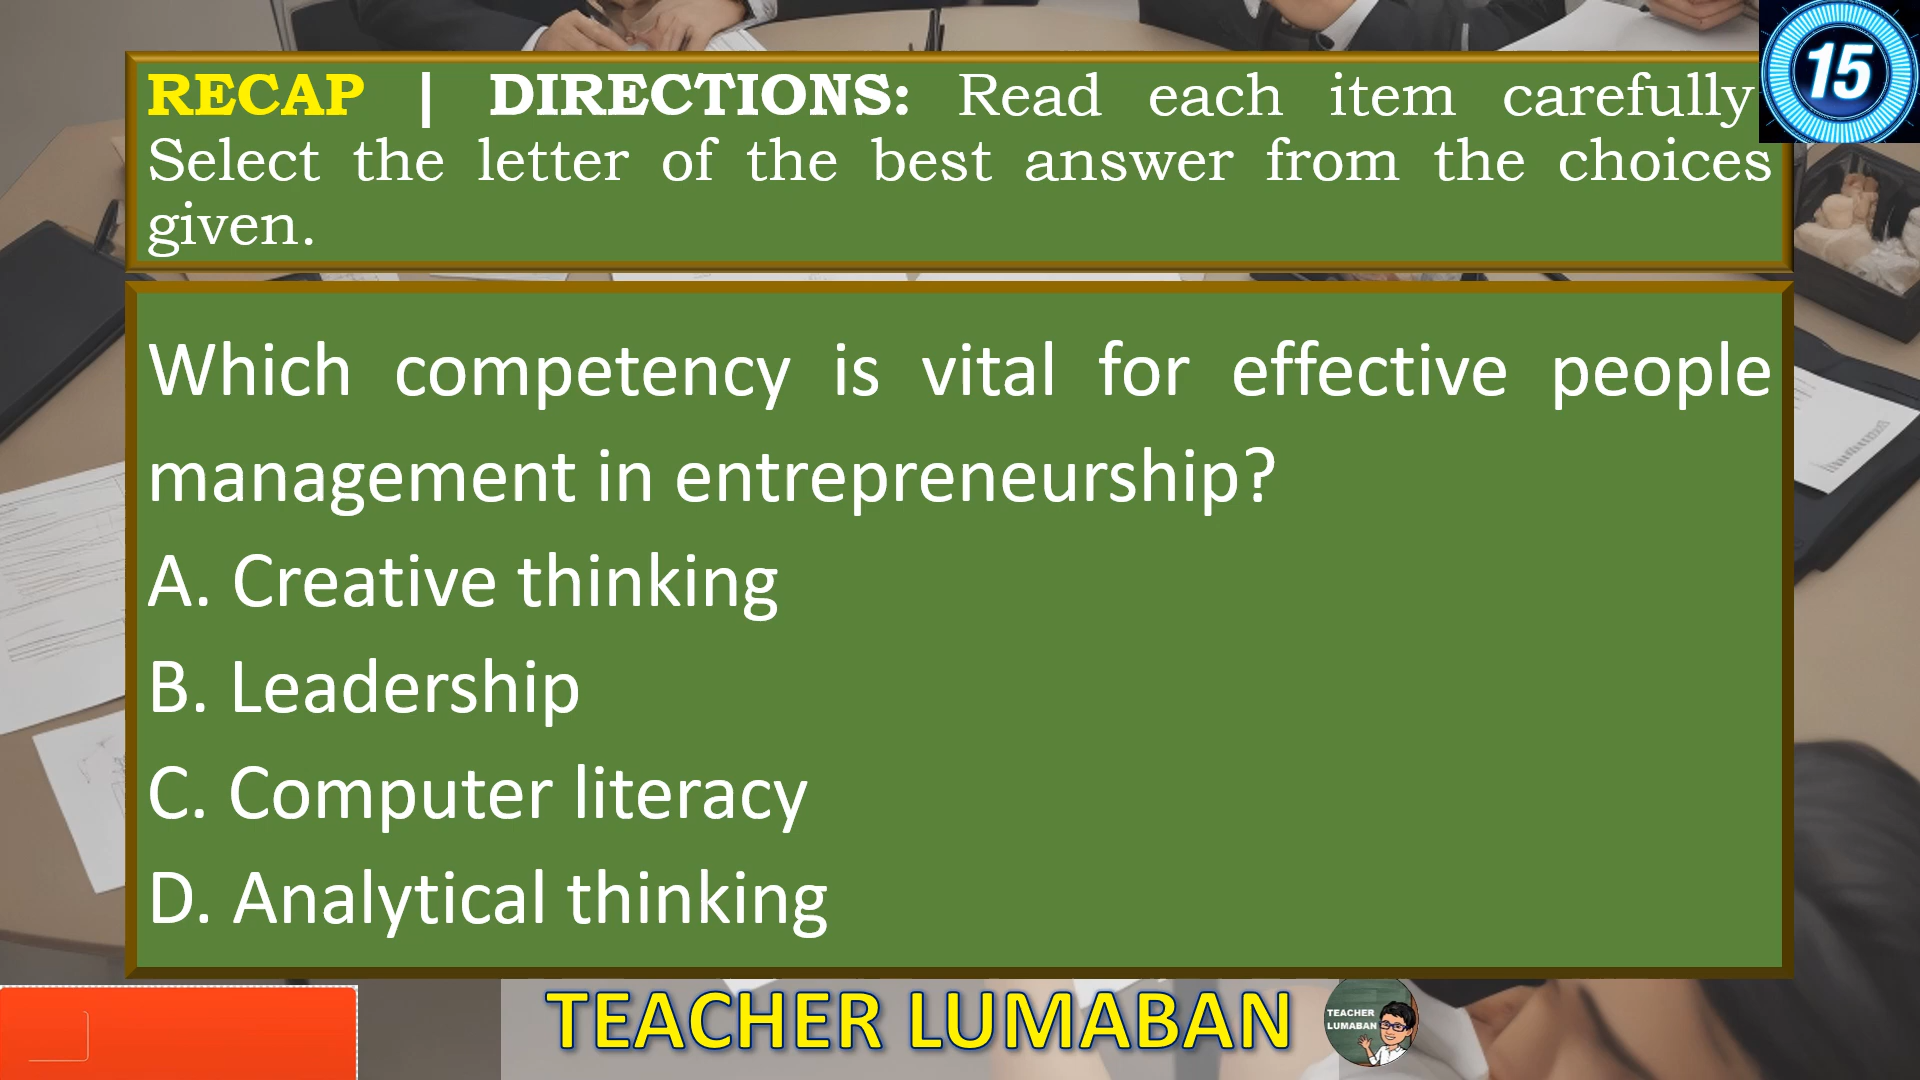 RECAP | DIRECTIONS: Read each item carefully
15
Select the letter of the best answer from the choices
given.
Which competency is vital for effective people
management in entrepreneurship?
A. Creative thinking
B. Leadership
C. Computer literacy
D. Analytical thinking
TEACHER LUMABAN
TEACHER
LUMABAN